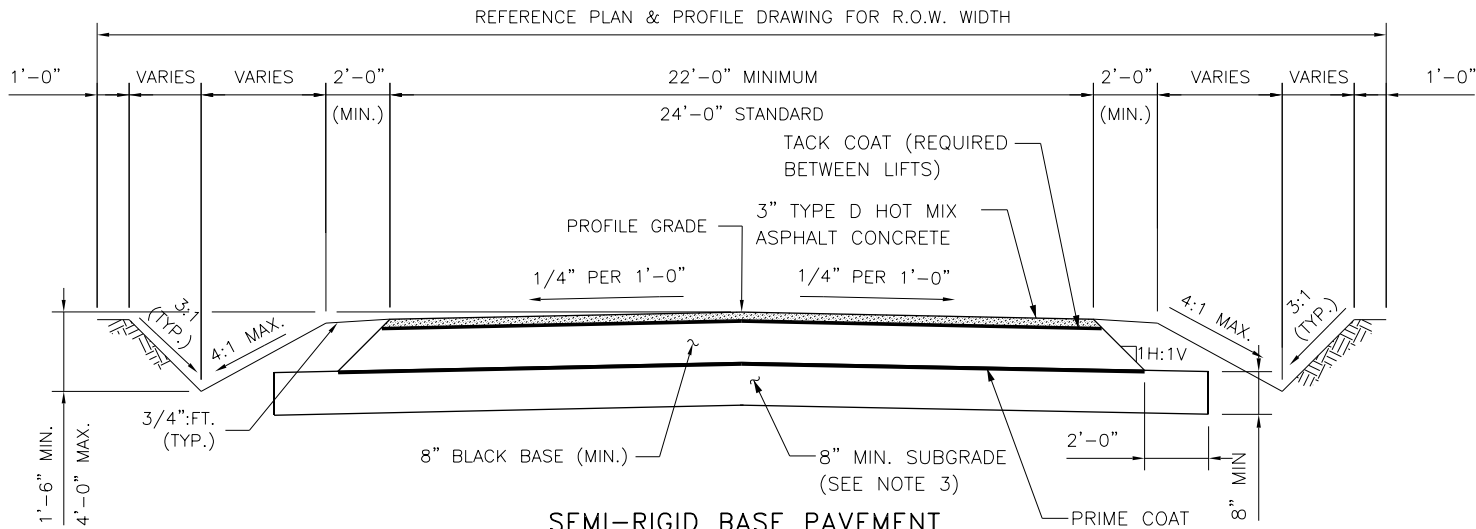 REFERENCE PLAN & PROFILE DRAWING FOR R.O.W. WIDTH
1'-0" VARIES VARIES 2'-0" 22'-0" MINIMUM 2'-0" VARIES VARIES 1'-0"
(MIN.) 24'-0" STANDARD (MIN.)
TACK COAT (REQUIRED
BETWEEN LIFTS)
3" TYPE D HOT MIX
ASPHALT CONCRETE
PROFILE GRADE
1/4" PER 1'-0" 1/4" PER 1'-0"
3:1
(TYP.)
4:1 MAX.
4:1 MAX.
3:1
(TYP.)
1H:1V
3/4":FT.
(TYP.)
8" BLACK BASE (MIN.)
8" MIN. SUBGRADE
(SEE NOTE 3)
2'-0"
8" MIN
1'-6" MIN.
4'-0" MAX.
PRIME COAT
SEMI-RIGID BASE PAVEMENT